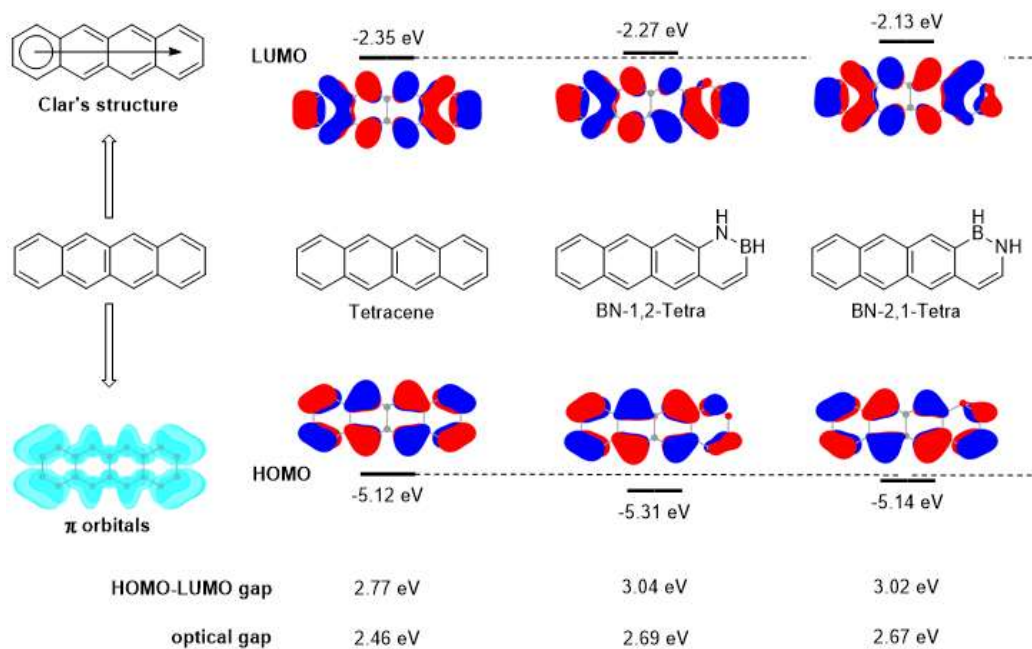 -2.35 eV
-2.27 eV
-2.13 eV
LUMO
Clar's structure
H
N
BH
H
B
NH
Tetracene
BN-1,2-Tetra
BN-2,1-Tetra
HOMO
-5.12 eV
-5.31 eV
-5.14 eV
π orbitals
HOMO-LUMO gap 2.77 eV 3.04 eV 3.02 eV
optical gap 2.46 eV 2.69 eV 2.67 eV